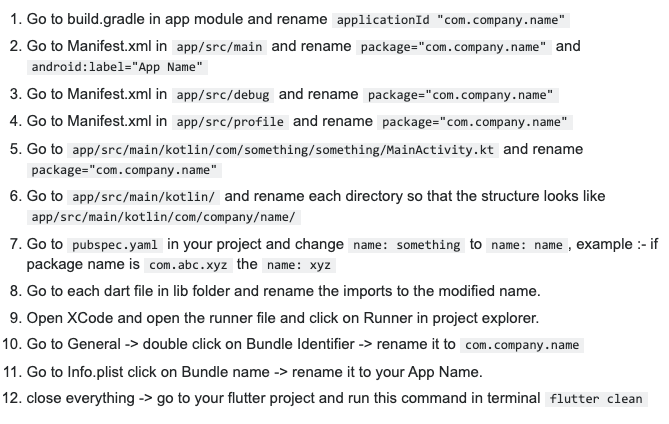 1. Go to build.gradle in app module and rename applicationId "com.company.name"
2. Go to Manifest.xml in app/src/main and rename package="com.company.name" and
android:label="App Name"
3. Go to Manifest.xml in app/src/debug and rename package="com.company.name"
4. Go to Manifest.xml in app/src/profile and rename package="com.company.name"
5. Go to app/src/main/kotlin/com/something/something/MainActivity.kt and rename
package="com.company.name"
6. Go to app/src/main/kotlin/ and rename each directory so that the structure looks like
app/src/main/kotlin/com/company/name/
7. Go to pubspec.yaml in your project and change name: something to name: name , example :- if
package name is com.abc.xyz the name: xyz
8. Go to each dart file in lib folder and rename the imports to the modified name.
9. Open XCode and open the runner file and click on Runner in project explorer.
10. Go to General -> double click on Bundle Identifier -> rename it to com.company.name
11. Go to Info.plist click on Bundle name -> rename it to your App Name.
12. close everything -> go to your flutter project and run this command in terminal flutter clean